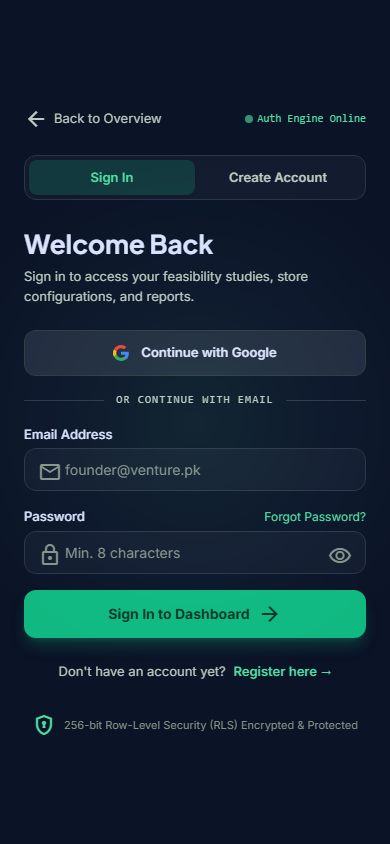 Back to Overview
Auth Engine Online
Sign In
Create Account
Welcome Back
Sign in to access your feasibility studies, store
configurations, and reports.
Continue with Google
OR CONTINUE WITH EMAIL
Email Address
founder@venture.pk
Password
Forgot Password?
Min. 8 characters
Sign In to Dashboard →
Don't have an account yet? Register here →
256-bit Row-Level Security (RLS) Encrypted & Protected